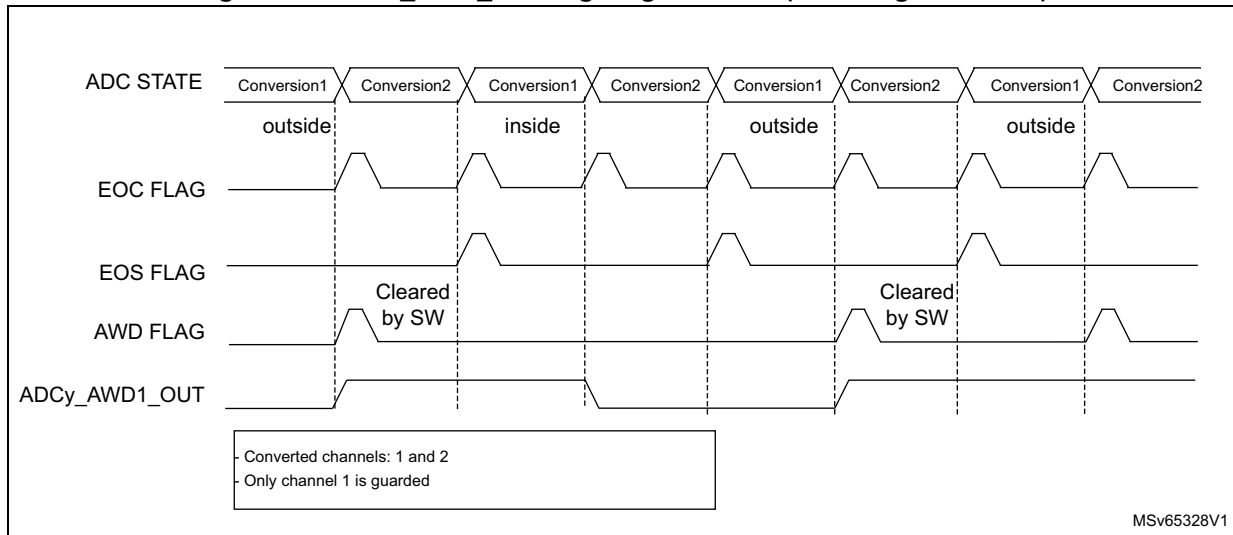 ADC STATE Conversion1 Conversion2 Conversion1 Conversion2 Conversion1 Conversion2 Conversion1 Conversion2
outside inside outside outside
EOC FLAG
EOS FLAG
Cleared by SW Cleared by SW
AWD FLAG
ADCy_AWD1_OUT
- Converted channels: 1 and 2
- Only channel 1 is guarded
MSv65328V1